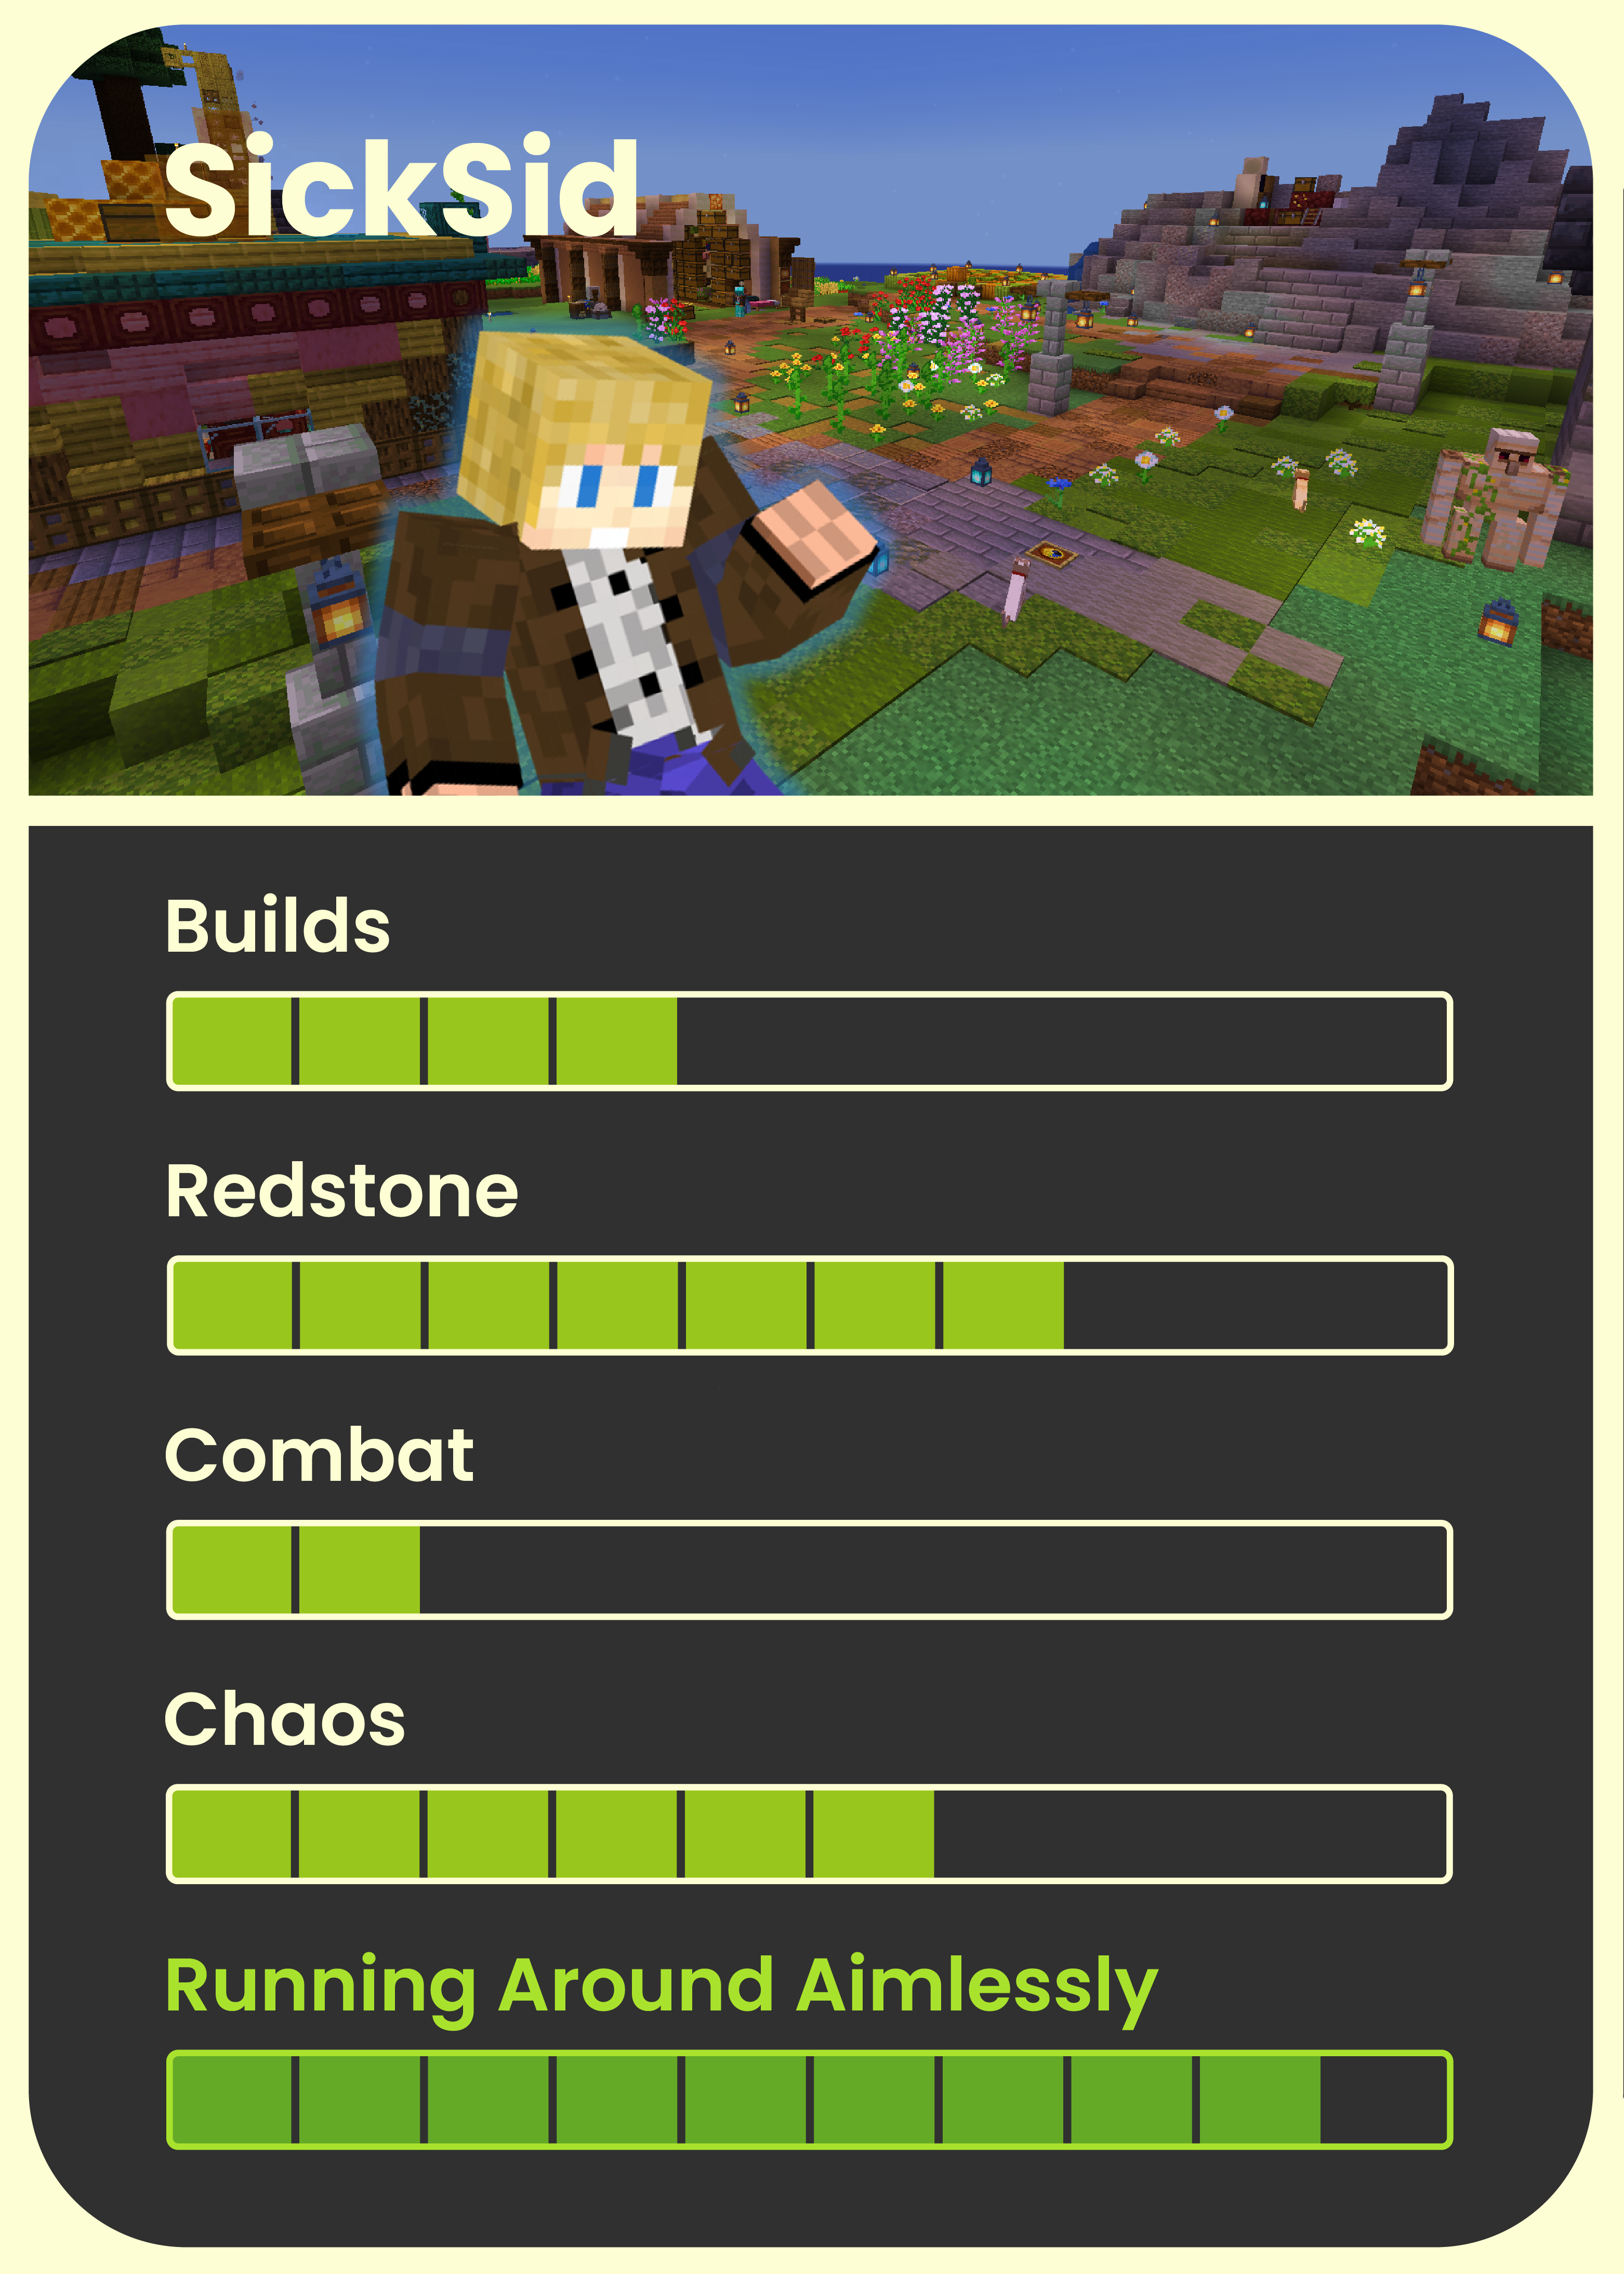 SickSid
Builds
Redstone
Combat
Chaos
Running Around Aimlessly